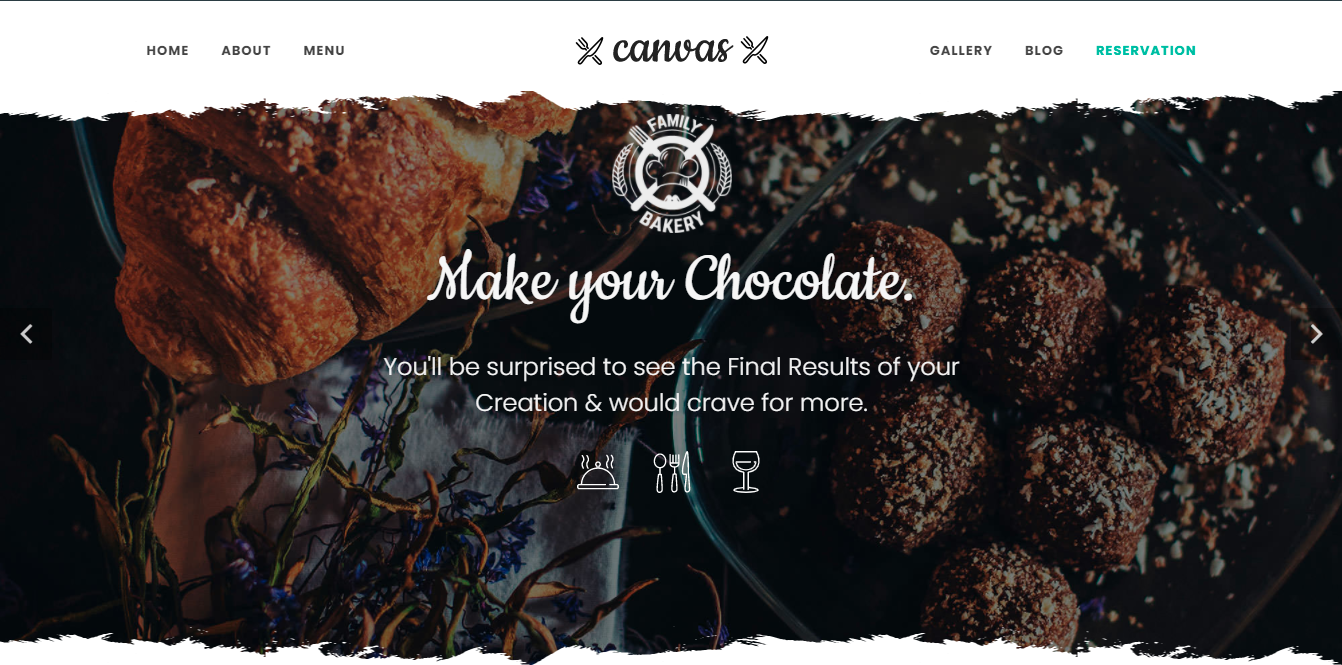 HOME ABOUT MENU canvas GALLERY BLOG RESERVATION
FAMILY
BAKERY
Make your Chocolate.
You'll be surprised to see the Final Results of your
Creation & would crave for more.